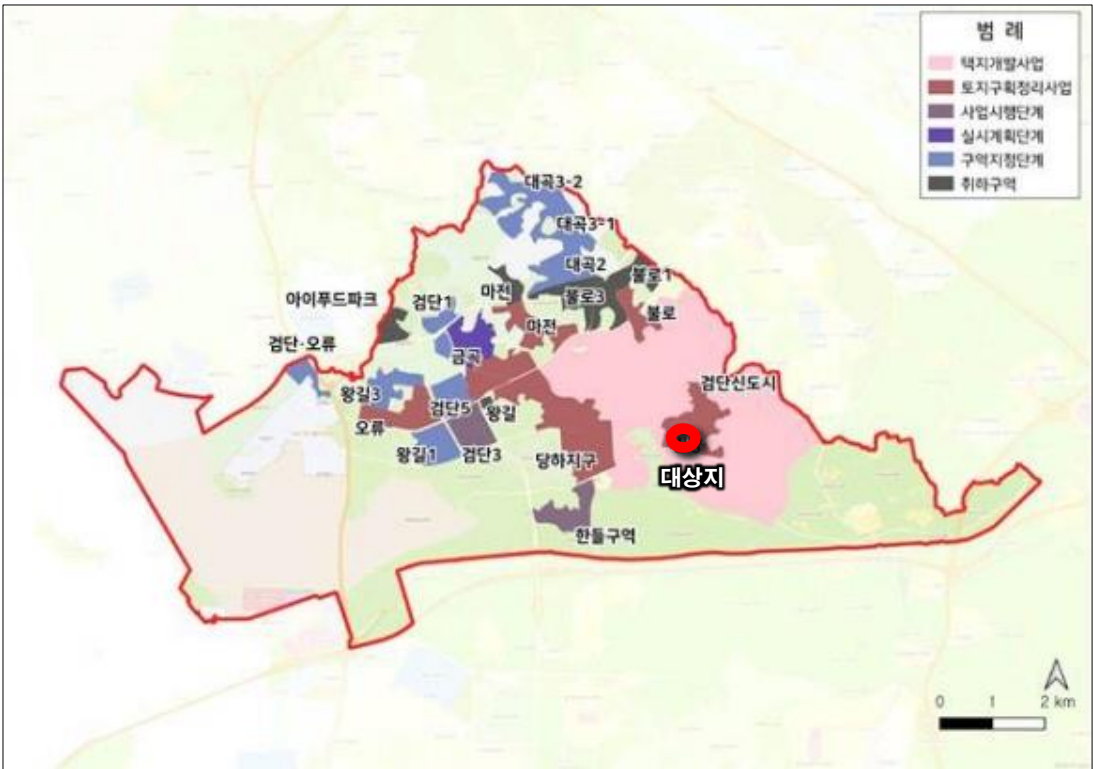 범 례
택지개발사업
토지구획정리사업
사업시행단계
실시계획단계
구역지정단계
취하구역
대곡3-2
대곡3-1
대곡2
불로1
마전
불로3
아이푸드파크
검단1
불로
마전
검단·오류
금곡
검단신도시
왕길3
검단5
왕길
오류
왕길1
검단3
당하지구
대상지
한들구역
0 1 2 km